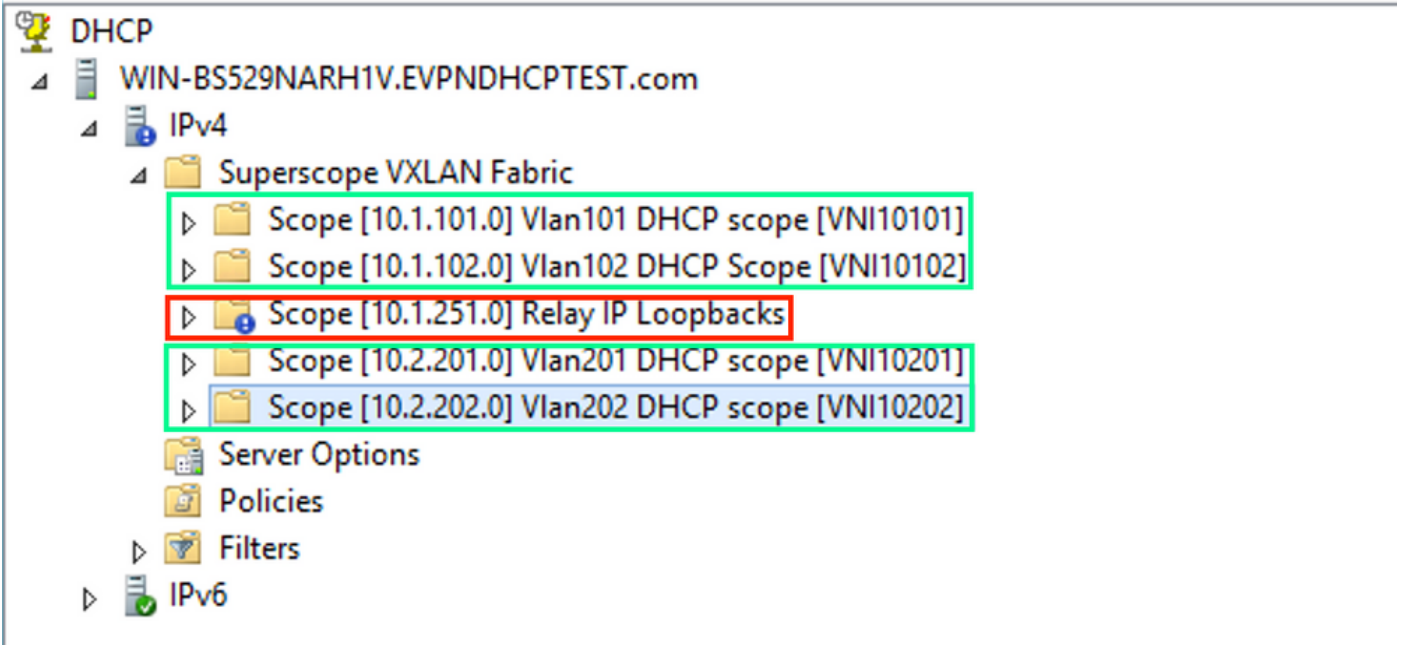 DHCP
WIN-BS529NARH1V.EVPNDHCPTEST.com
IPv4
Superscope VXLAN Fabric
Scope [10.1.101.0] Vlan101 DHCP scope [VNI10101]
Scope [10.1.102.0] Vlan102 DHCP Scope [VNI10102]
Scope [10.1.251.0] Relay IP Loopbacks
Scope [10.2.201.0] Vlan201 DHCP scope [VNI10201]
Scope [10.2.202.0] Vlan202 DHCP scope [VNI10202]
Server Options
Policies
Filters
IPv6